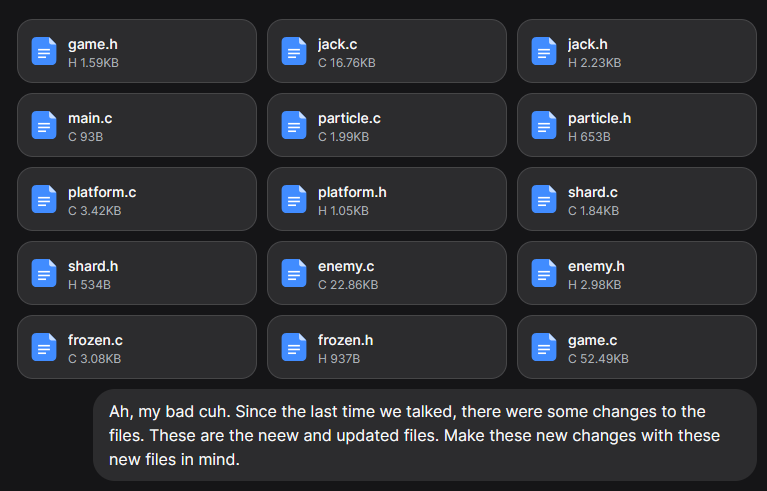 game.h
H 1.59KB
jack.c
C 16.76KB
jack.h
H 2.23KB
main.c
C 93B
particle.c
C 1.99KB
particle.h
H 653B
platform.c
C 3.42KB
platform.h
H 1.05KB
shard.c
C 1.84KB
shard.h
H 534B
enemy.c
C 22.86KB
enemy.h
H 2.98KB
frozen.c
C 3.08KB
frozen.h
H 937B
game.c
C 52.49KB
Ah, my bad cuh. Since the last time we talked, there were some changes to the
files. These are the neew and updated files. Make these new changes with these
new files in mind.